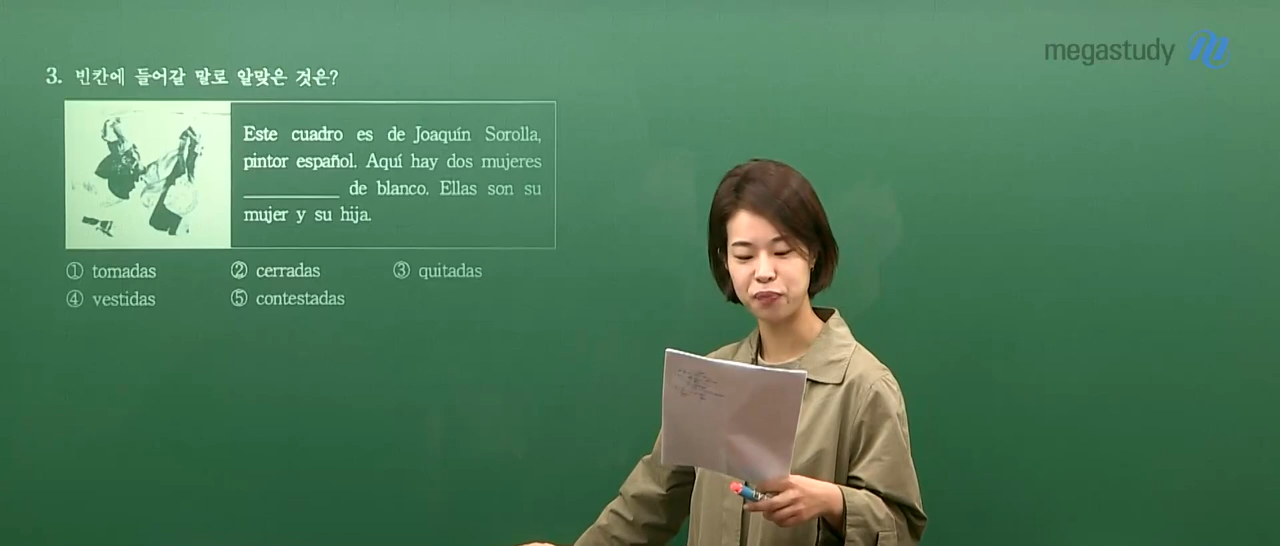 megastudy
3. 빈칸에 들어갈 말로 알맞은 것은?
Este cuadro es de Joaquín Sorolla,
pintor español. Aquí hay dos mujeres
__________ de blanco. Ellas son su
mujer y su hija.
① tomadas ② cerradas ③ quitadas
④ vestidas ⑤ contestadas